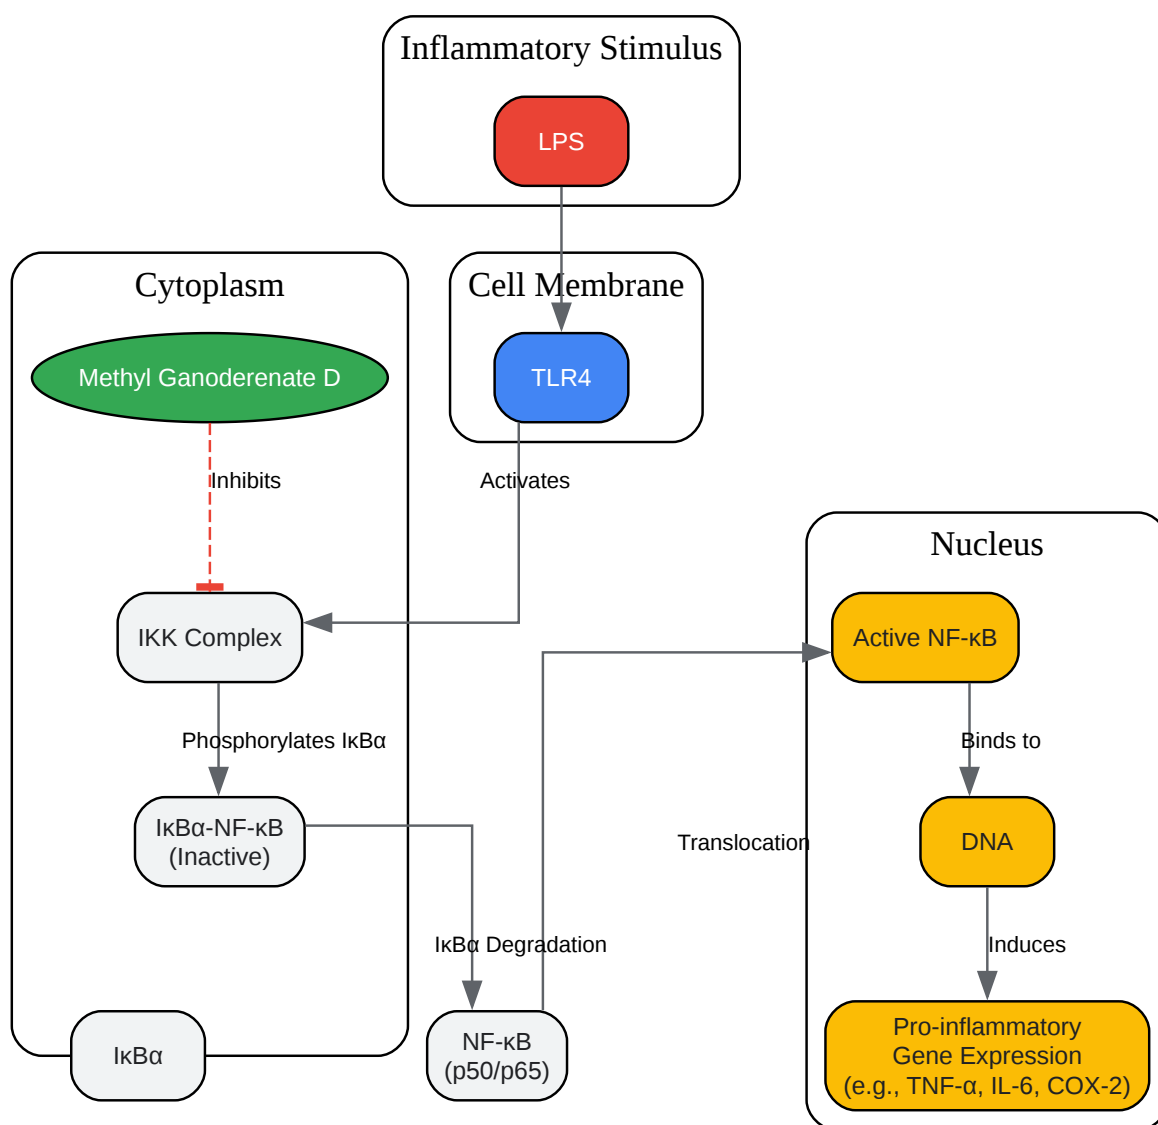 Inflammatory Stimulus
LPS
Cytoplasm
Cell Membrane
Methyl Ganoderenate D
TLR4
Inhibits
Activates
Nucleus
IKK Complex
Active NF-κB
Phosphorylates IκBα
Binds to
IκBα-NF-κB
(Inactive)
Translocation
DNA
IκBα Degradation
Induces
IκBα
NF-κB
(p50/p65)
Pro-inflammatory
Gene Expression
(e.g., TNF-α, IL-6, COX-2)